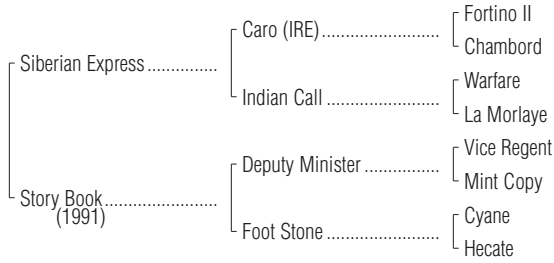 Fortino II
Caro (IRE)
Chambord
Siberian Express
Warfare
Indian Call
La Morlaye
Vice Regent
Deputy Minister
Mint Copy
Story Book
(1991)
Cyane
Foot Stone
Hecate